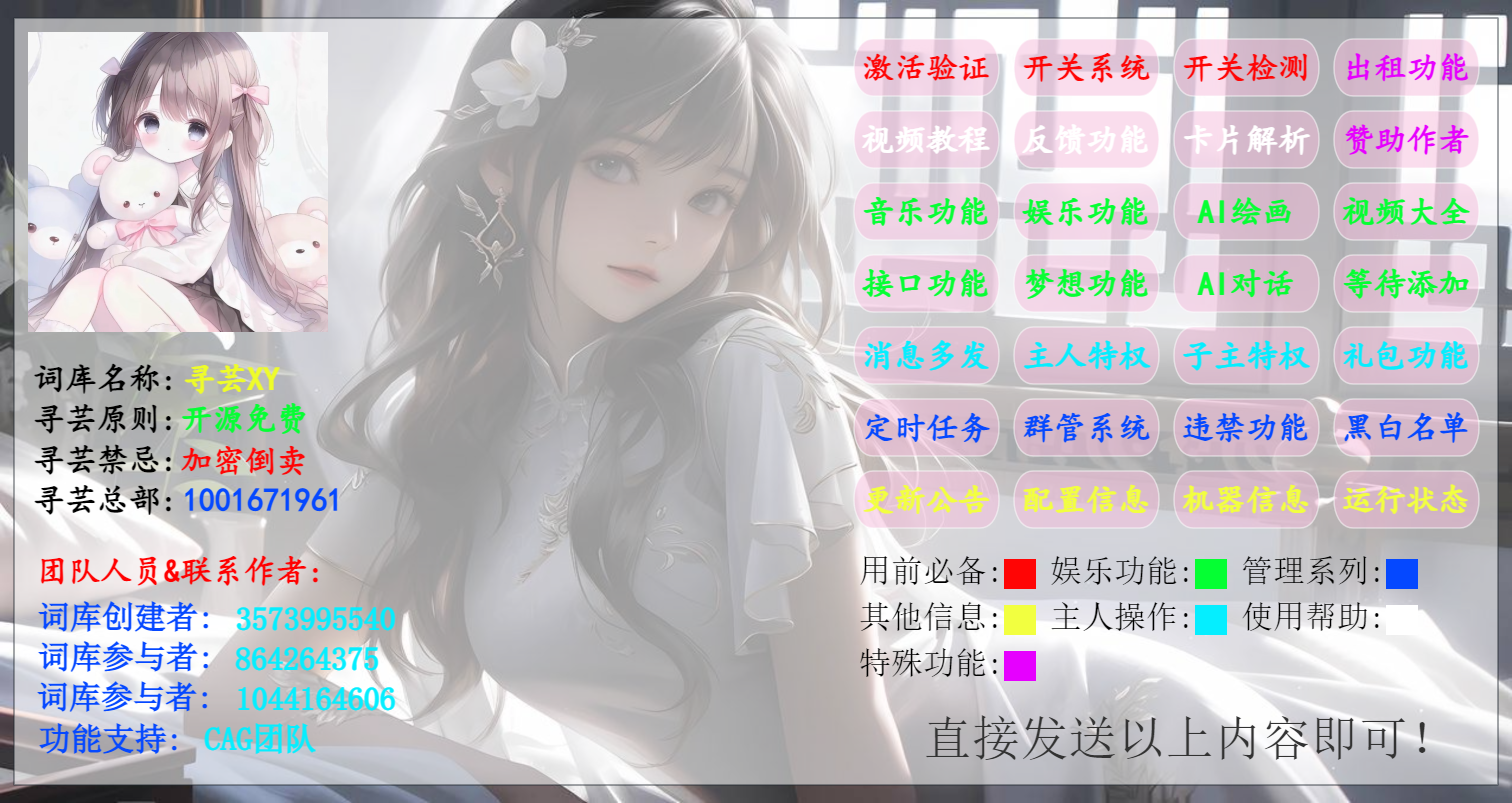 词库名称: 寻芸XY
寻芸原则: 开源免费
寻芸禁忌: 加密倒卖
寻芸总部: 1001671961
团队人员&联系作者:
词库创建者: 3573995540
词库参与者: 864264375
词库参与者: 1044164606
功能支持: CAG团队
激活验证 开关系统 开关检测 出租功能
视频教程 反馈功能 卡片解析 赞助作者
音乐功能 娱乐功能 AI绘画 视频大全
接口功能 梦想功能 AI对话 等待添加
消息多发 主人特权 子主特权 礼包功能
定时任务 群管系统 违禁功能 黑白名单
更新公告 配置信息 机器信息 运行状态
用前必备: 娱乐功能: 管理系列:
其他信息: 主人操作: 使用帮助:
特殊功能:
直接发送以上内容即可!